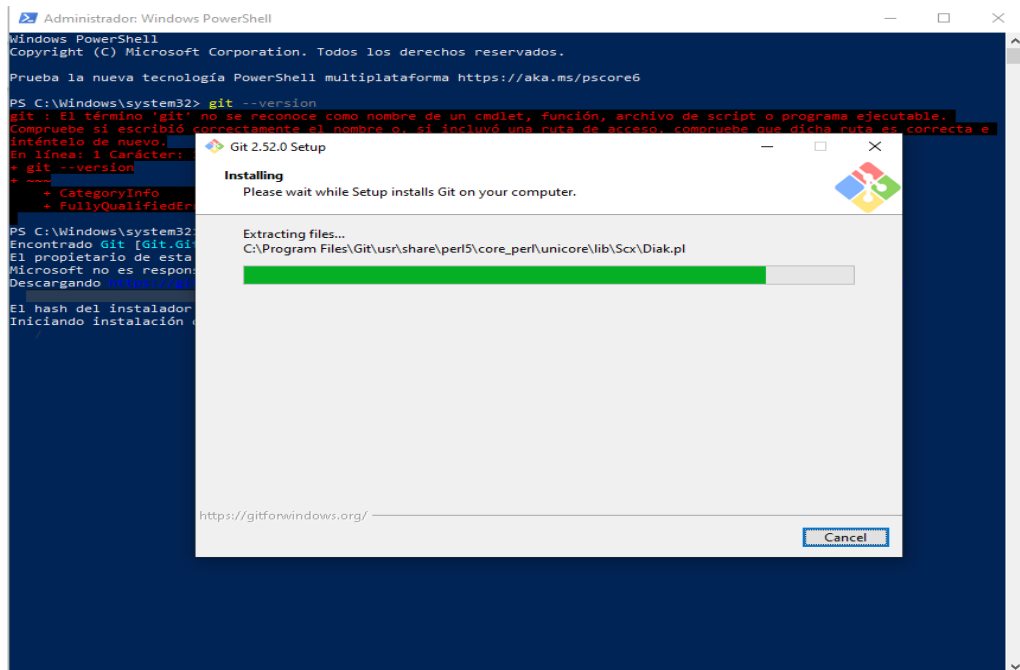 Administrador: Windows PowerShell
Windows PowerShell
Copyright (C) Microsoft Corporation. Todos los derechos reservados.
Prueba la nueva tecnología PowerShell multiplataforma https://aka.ms/pscore6
PS C:\Windows\system32> git --version
git : El término 'git' no se reconoce como nombre de un cmdlet, función, archivo de script o programa ejecutable.
Compruebe si escribió correctamente el nombre o, si incluyó una ruta de acceso, compruebe que dicha ruta es correcta e
inténtelo de nuevo.
En línea: 1 Carácter:
+ git --version
+ ~~~
+ CategoryInfo
+ FullyQualifiedEr
PS C:\Windows\system32>
Encontrado Git [Git.Gi
El propietario de esta
Microsoft no es respon
Descargando https://gi
El hash del instalador
Iniciando instalación
/
Git 2.52.0 Setup
Installing
Please wait while Setup installs Git on your computer.
Extracting files...
C:\Program Files\Git\usr\share\perl5\core_perl\unicore\lib\Scx\Diak.pl
https://gitforwindows.org/
Cancel